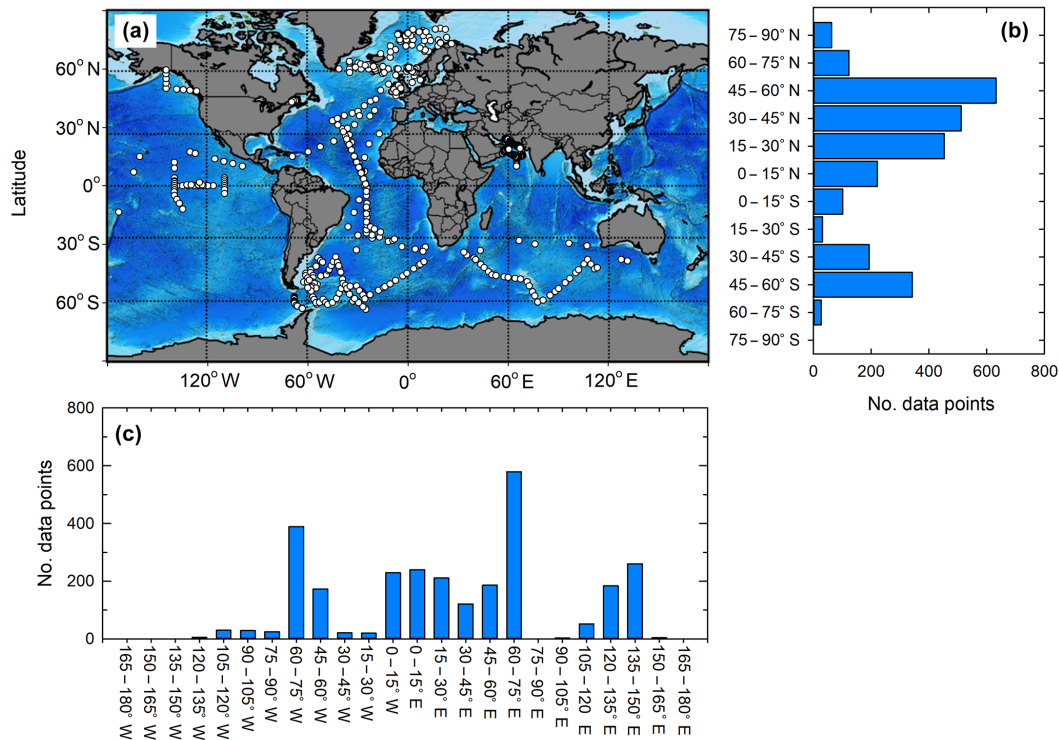 (a)
Latitude
60° N
30° N
0°
30° S
60° S
120° W
60° W
0°
60° E
120° E
(b)
75 – 90° N
60 – 75° N
45 – 60° N
30 – 45° N
15 – 30° N
0 – 15° N
0 – 15° S
15 – 30° S
30 – 45° S
45 – 60° S
60 – 75° S
75 – 90° S
0 200 400 600 800
No. data points
(c)
No. data points
800
600
400
200
0
165 – 180° W
150 – 165° W
135 – 150° W
120 – 135° W
105 – 120° W
90 – 105° W
75 – 90° W
60 – 75° W
45 – 60° W
30 – 45° W
15 – 30° W
0 – 15° W
0 – 15° E
15 – 30° E
30 – 45° E
45 – 60° E
60 – 75° E
75 – 90° E
90 – 105° E
105 – 120 E
120 – 135° E
135 – 150° E
150 – 165° E
165 – 180° E